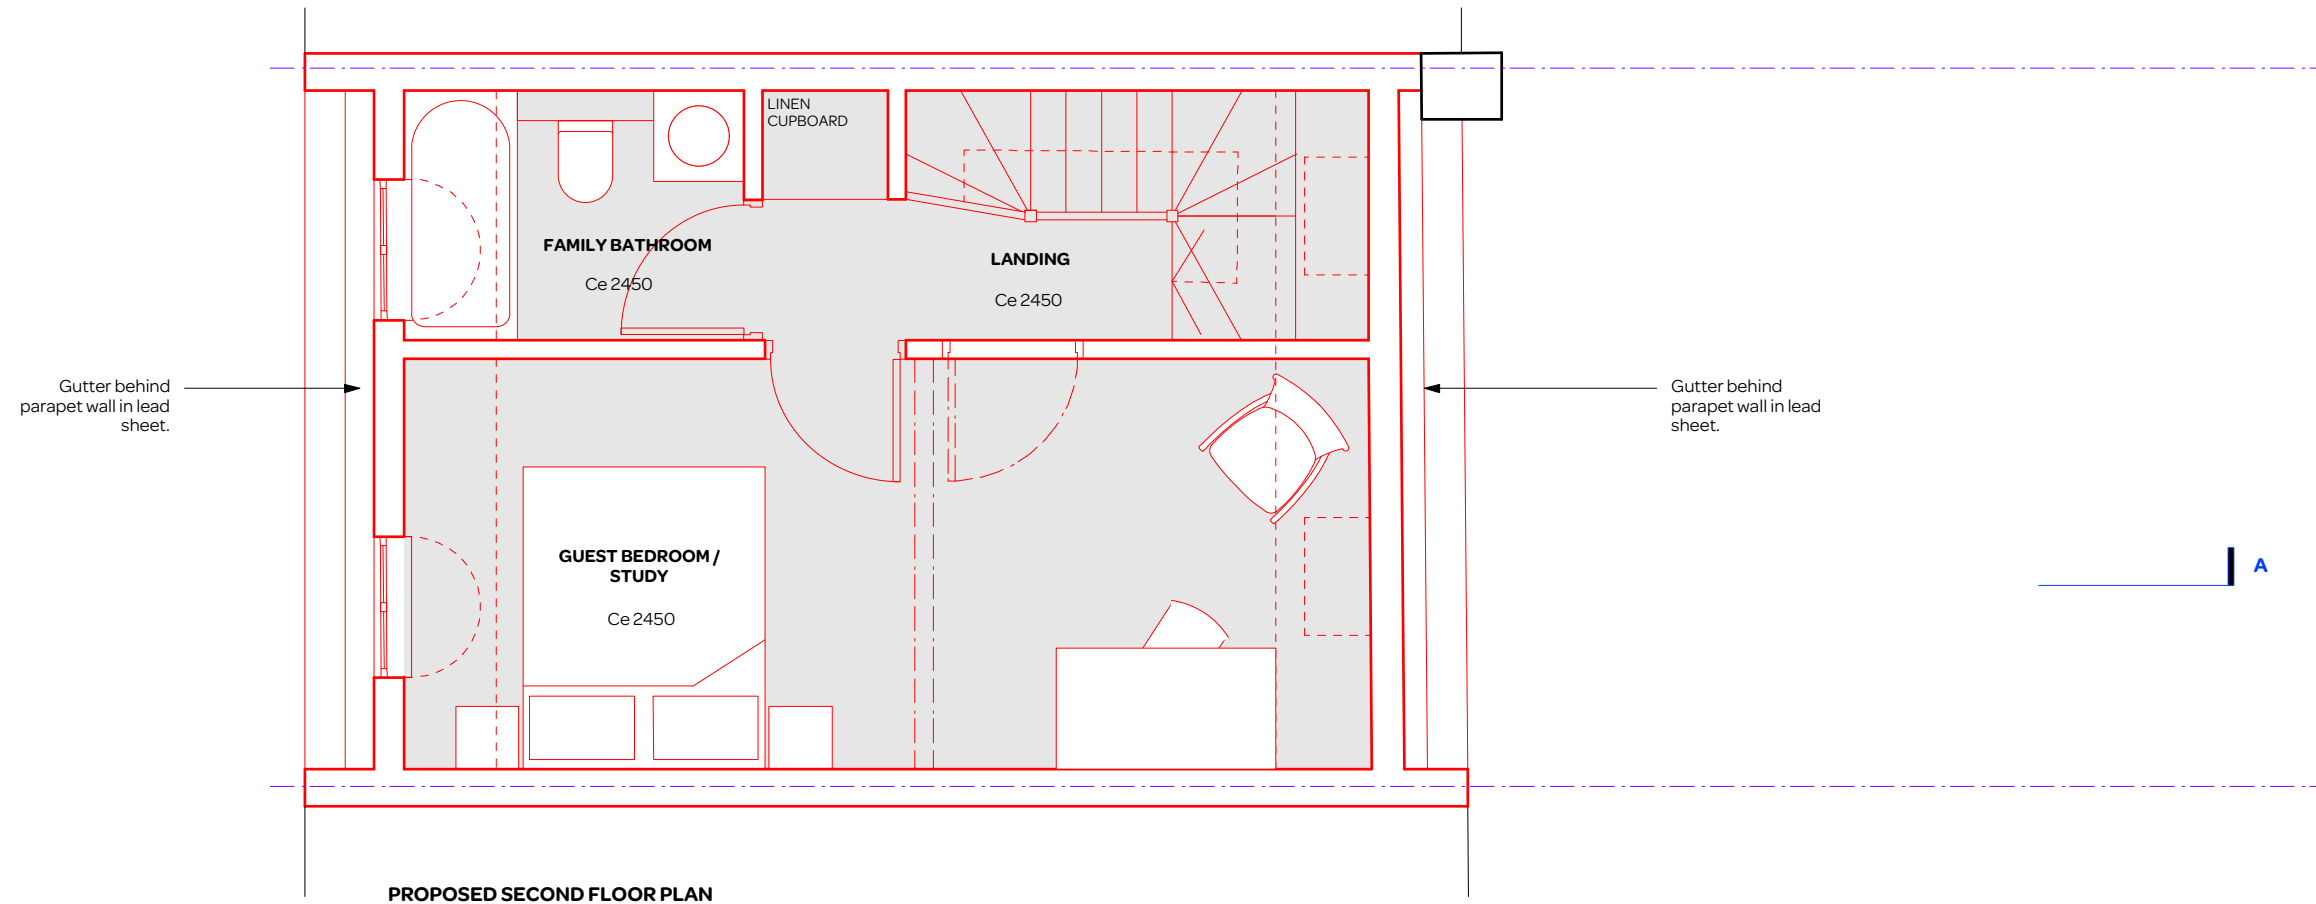 LINEN
CUPBOARD
FAMILY BATHROOM
Ce 2450
LANDING
Ce 2450
Gutter behind
parapet wall in lead
sheet.
Gutter behind
parapet wall in lead
sheet.
GUEST BEDROOM /
STUDY
Ce 2450
A
PROPOSED SECOND FLOOR PLAN